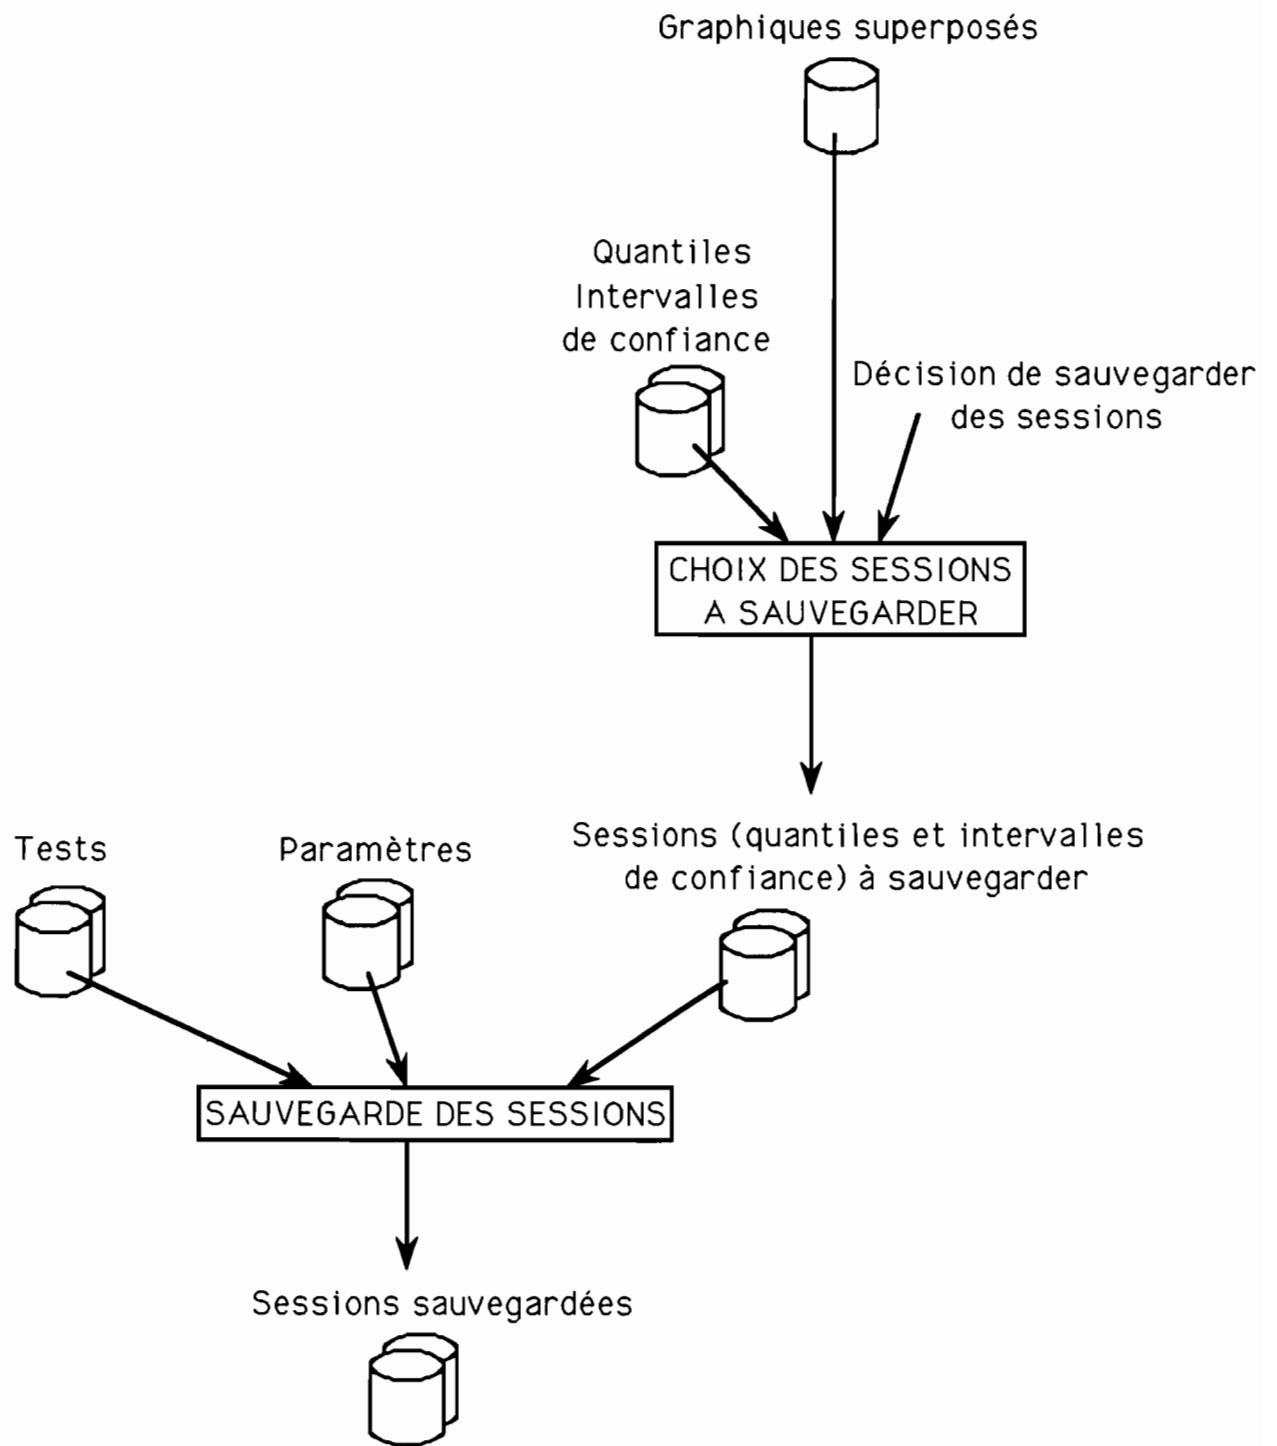 Graphiques superposés
Quantiles
Intervalles
de confiance
Décision de sauvegarder
des sessions
CHOIX DES SESSIONS
A SAUVEGARDER
Tests
Paramètres
Sessions (quantiles et intervalles
de confiance) à sauvegarder
SAUVEGARDE DES SESSIONS
Sessions sauvegardées